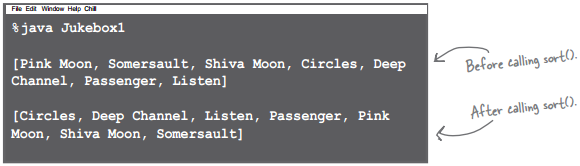 File Edit Window Help Chill
%java Jukebox1
[Pink Moon, Somersault, Shiva Moon, Circles, Deep
Channel, Passenger, Listen]
Before calling sort().
[Circles, Deep Channel, Listen, Passenger, Pink
Moon, Shiva Moon, Somersault]
After calling sort().